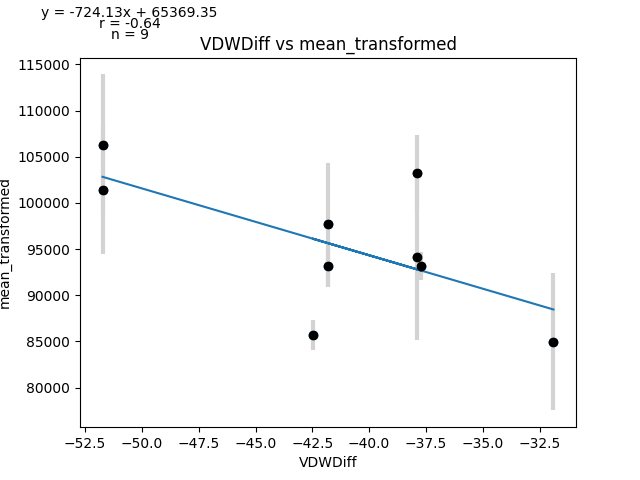 y = -724.13x + 65369.35
r = -0.64
n = 9
VDWDiff vs mean_transformed
115000
110000
105000
100000
95000
90000
85000
80000
mean_transformed
−52.5 −50.0 −47.5 −45.0 −42.5 −40.0 −37.5 −35.0 −32.5
VDWDiff